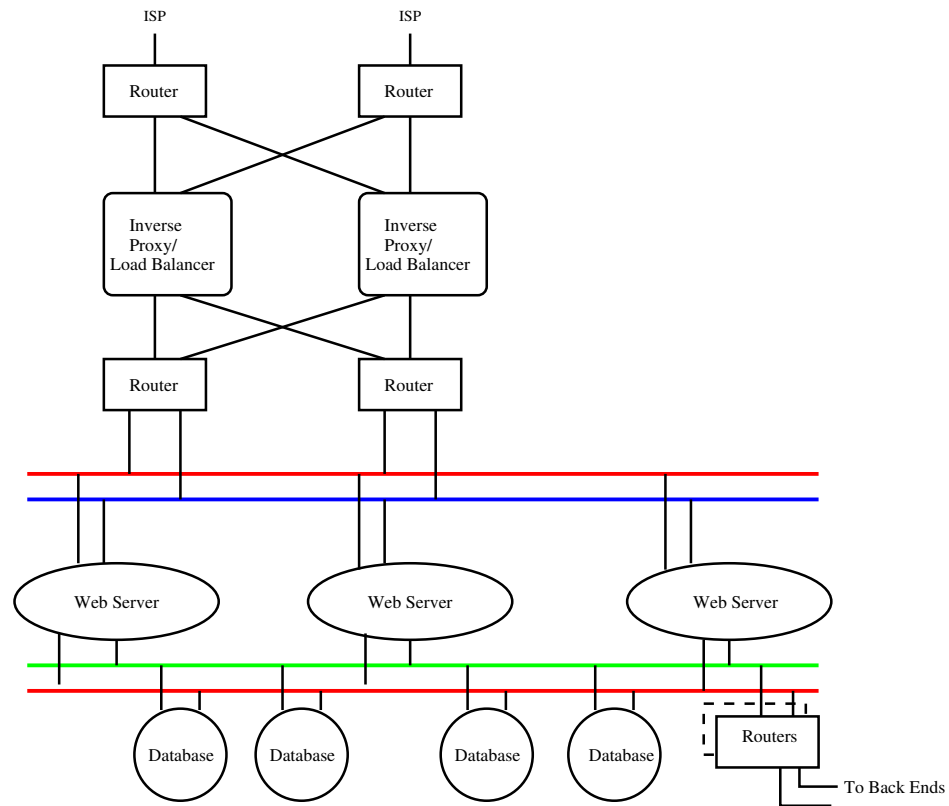 ISP
ISP
Router
Router
Inverse
Proxy/
Load Balancer
Inverse
Proxy/
Load Balancer
Router
Router
Web Server
Web Server
Web Server
Database
Database
Database
Database
Routers
To Back Ends